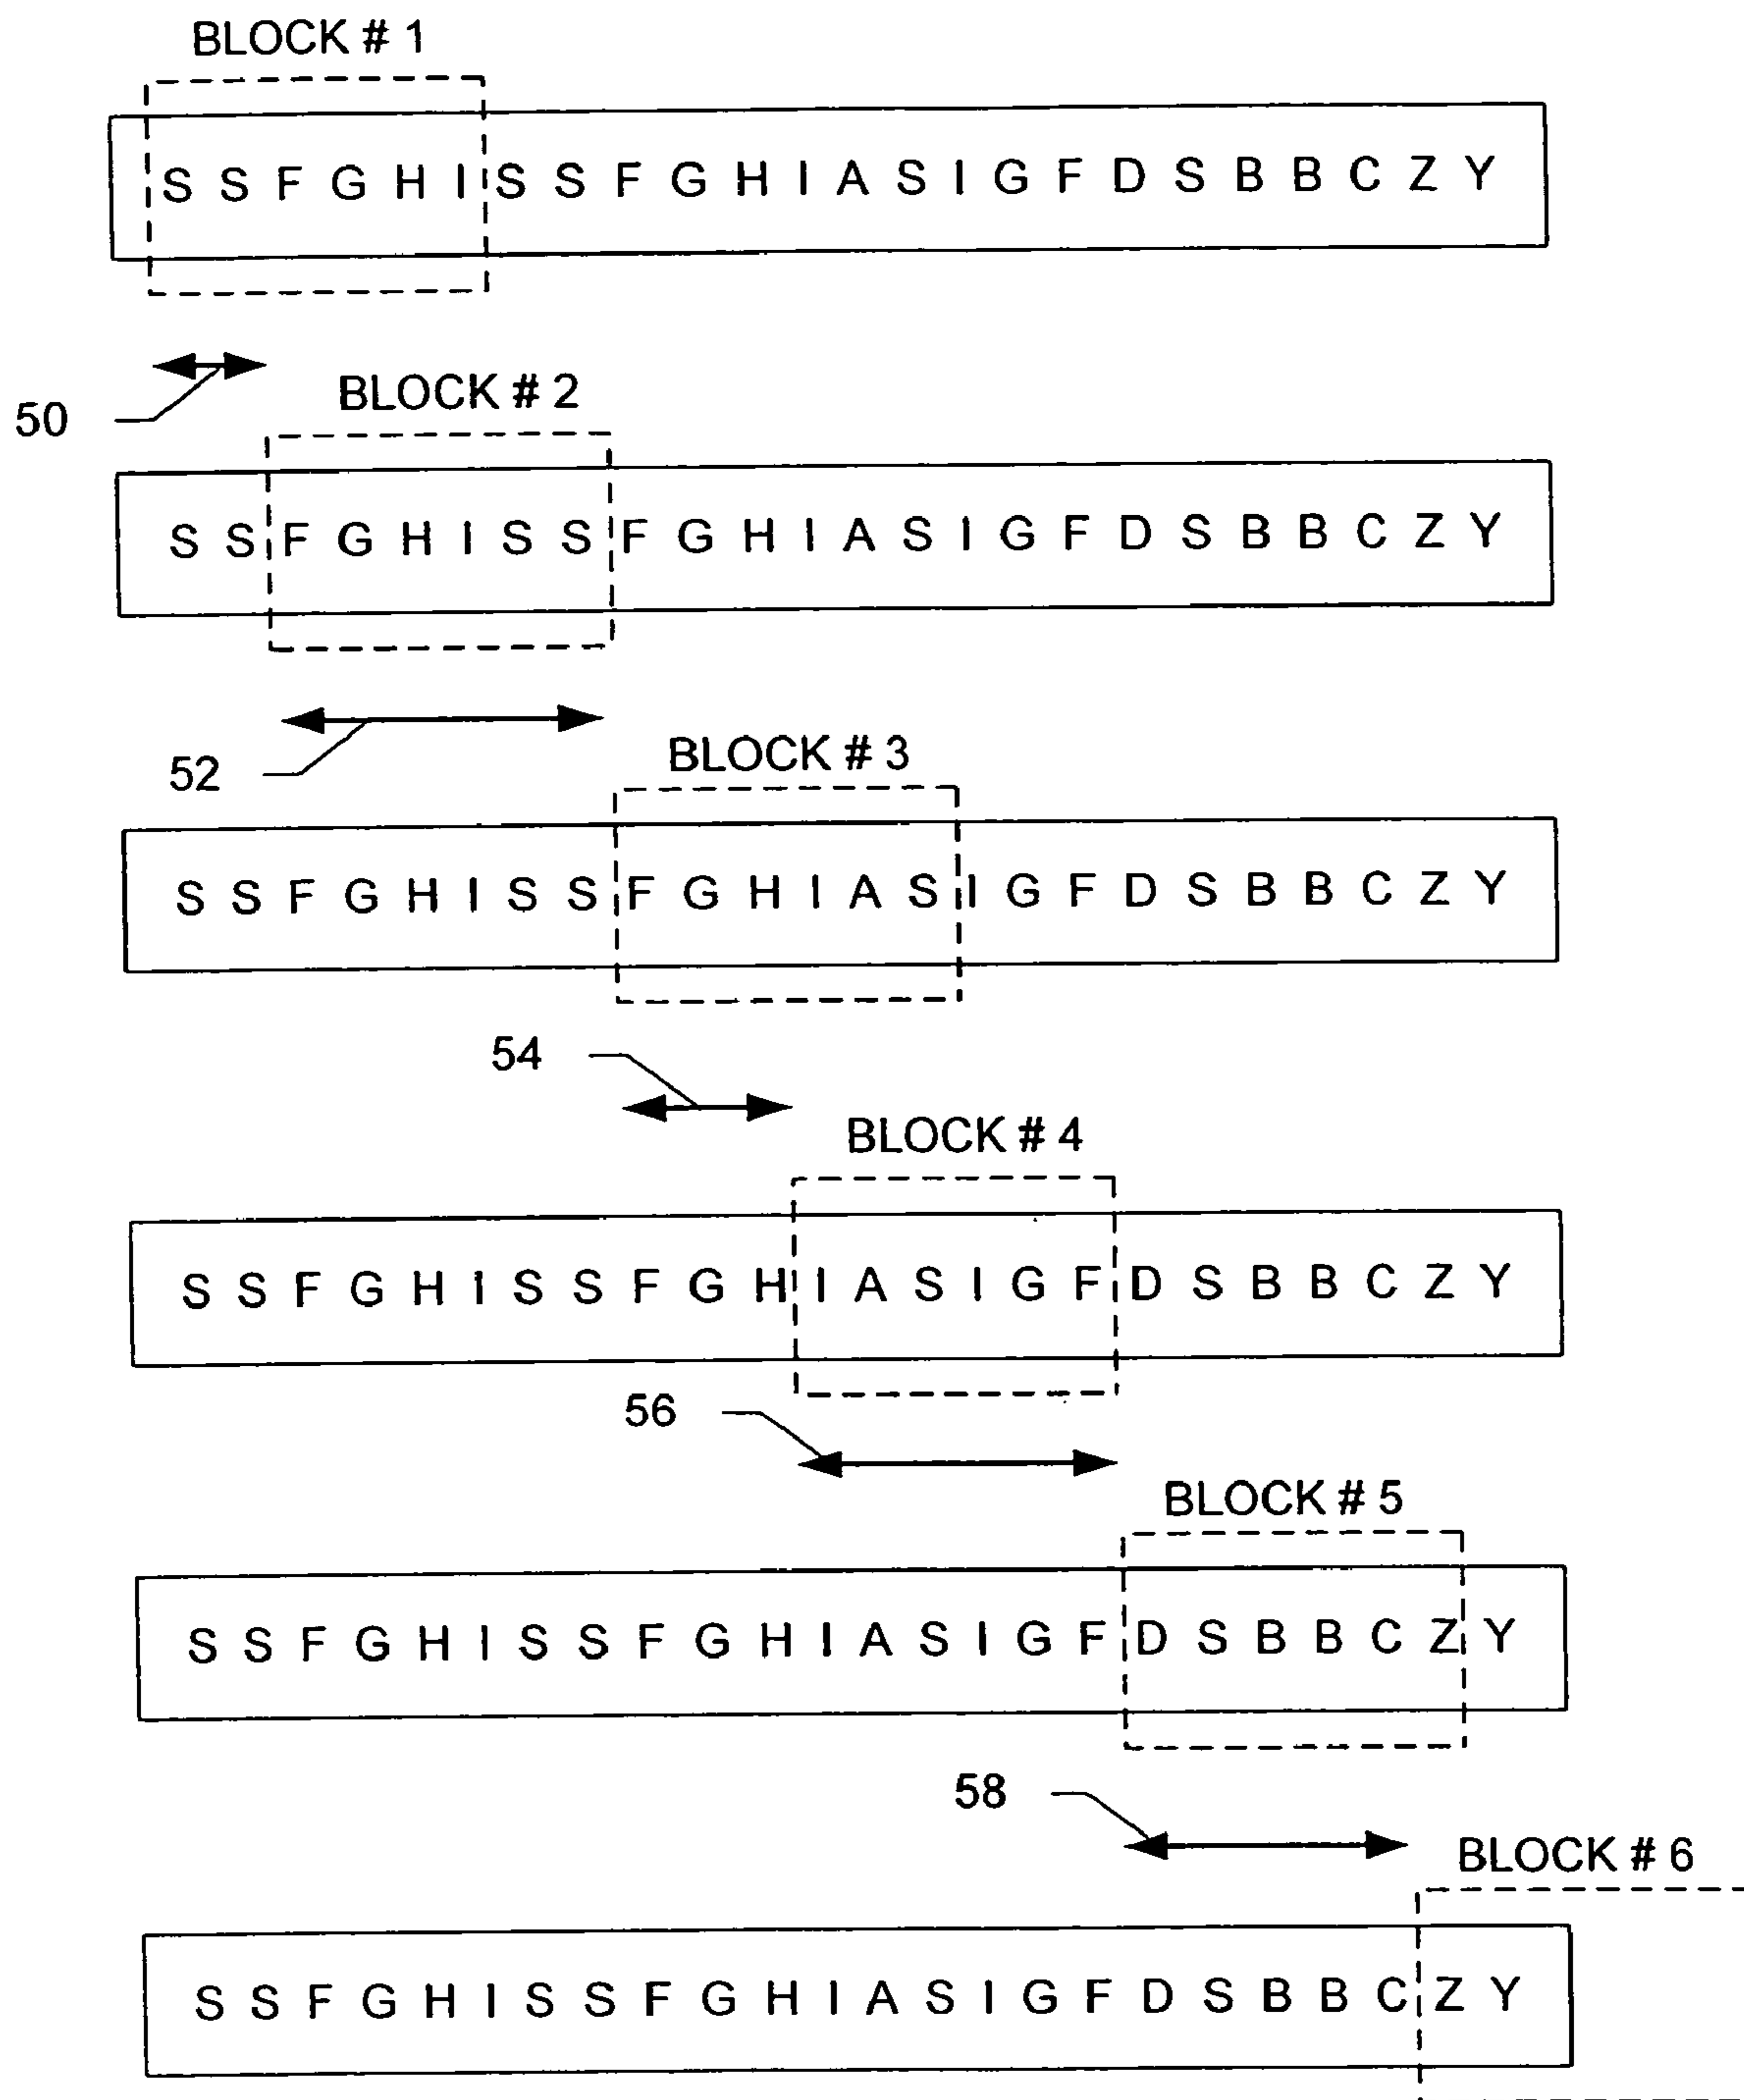 BLOCK # 1
S S F G H I S S F G H I A S I G F D S B B C Z Y
50
BLOCK # 2
S S F G H I S S F G H I A S I G F D S B B C Z Y
52
BLOCK # 3
S S F G H I S S F G H I A S I G F D S B B C Z Y
54
BLOCK # 4
S S F G H I S S F G H I A S I G F D S B B C Z Y
56
BLOCK # 5
S S F G H I S S F G H I A S I G F D S B B C Z Y
58
BLOCK # 6
S S F G H I S S F G H I A S I G F D S B B C Z Y